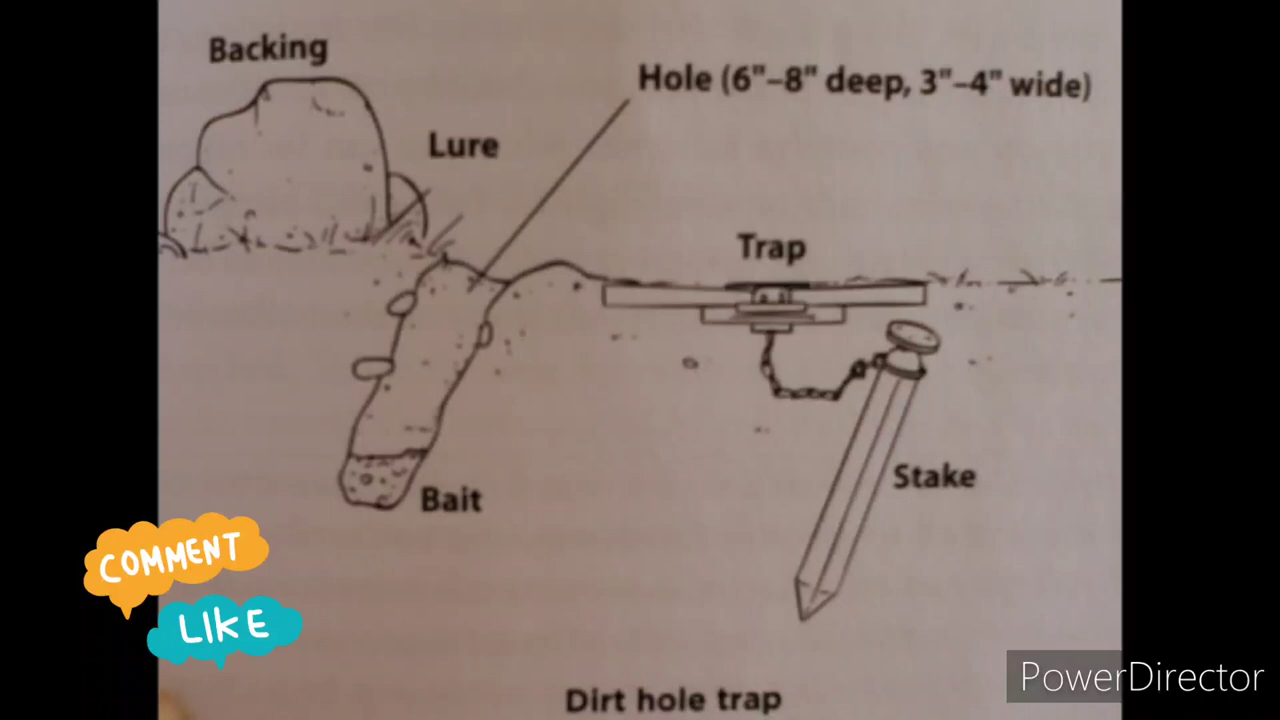 Backing
Hole (6"–8" deep, 3"–4" wide)
Lure
Trap
Stake
Bait
COMMENT
LIKE
PowerDirector
Dirt hole trap